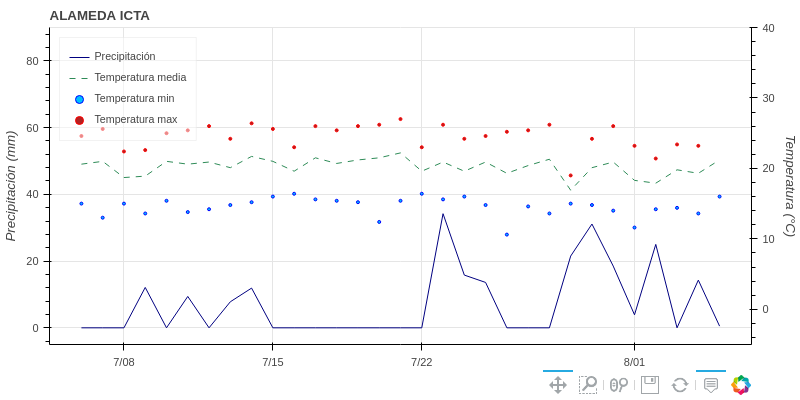 ALAMEDA ICTA
Precipitación
Temperatura media
Temperatura min
Temperatura max
Precipitación (mm)
80
60
40
20
0
40
30
20
10
0
Temperatura (°C)
7/08
7/15
7/22
8/01